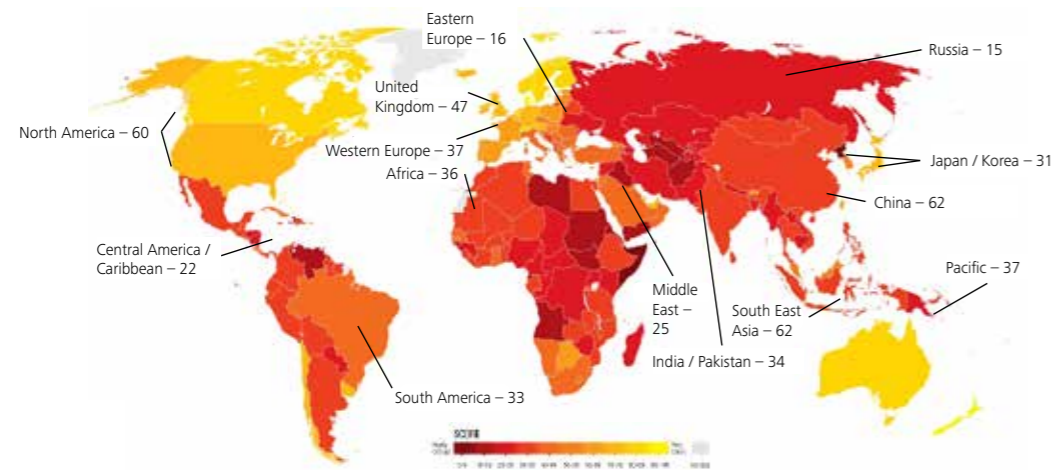 Eastern
Europe – 16
Russia – 15
United
Kingdom – 47
North America – 60
Western Europe – 37
Japan / Korea – 31
Africa – 36
China – 62
Central America /
Caribbean – 22
Pacific – 37
Middle
East –
25
South East
Asia – 62
India / Pakistan – 34
South America – 33
SCORE